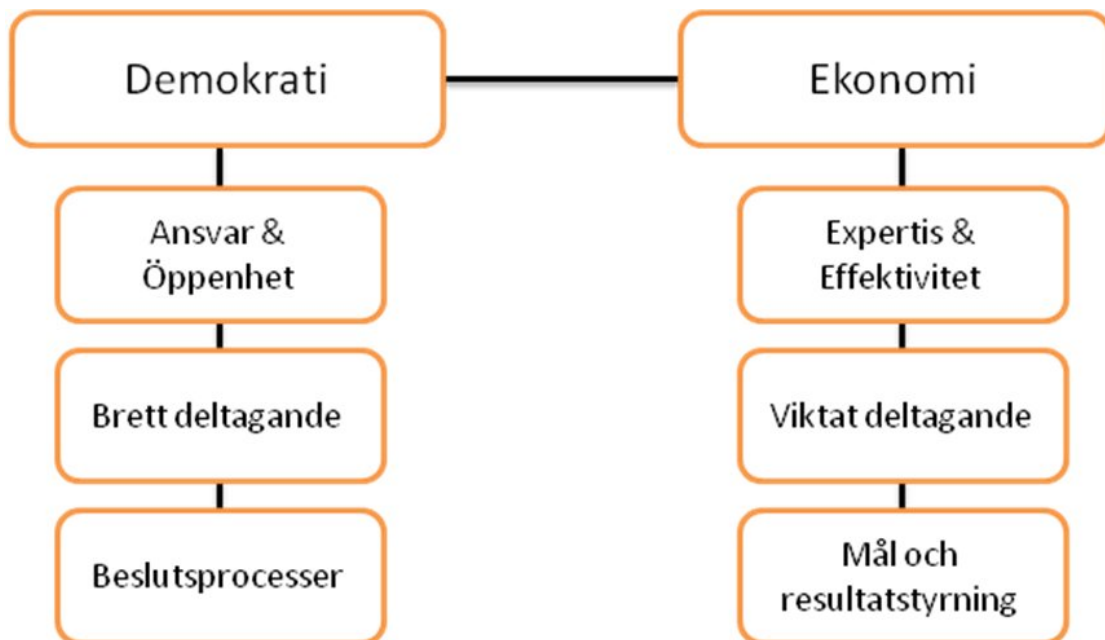 Demokrati
Ekonomi
Ansvar &
Öppenhet
Expertis &
Effektivitet
Brett deltagande
Viktat deltagande
Beslutsprocesser
Mål och
resultatstyrning